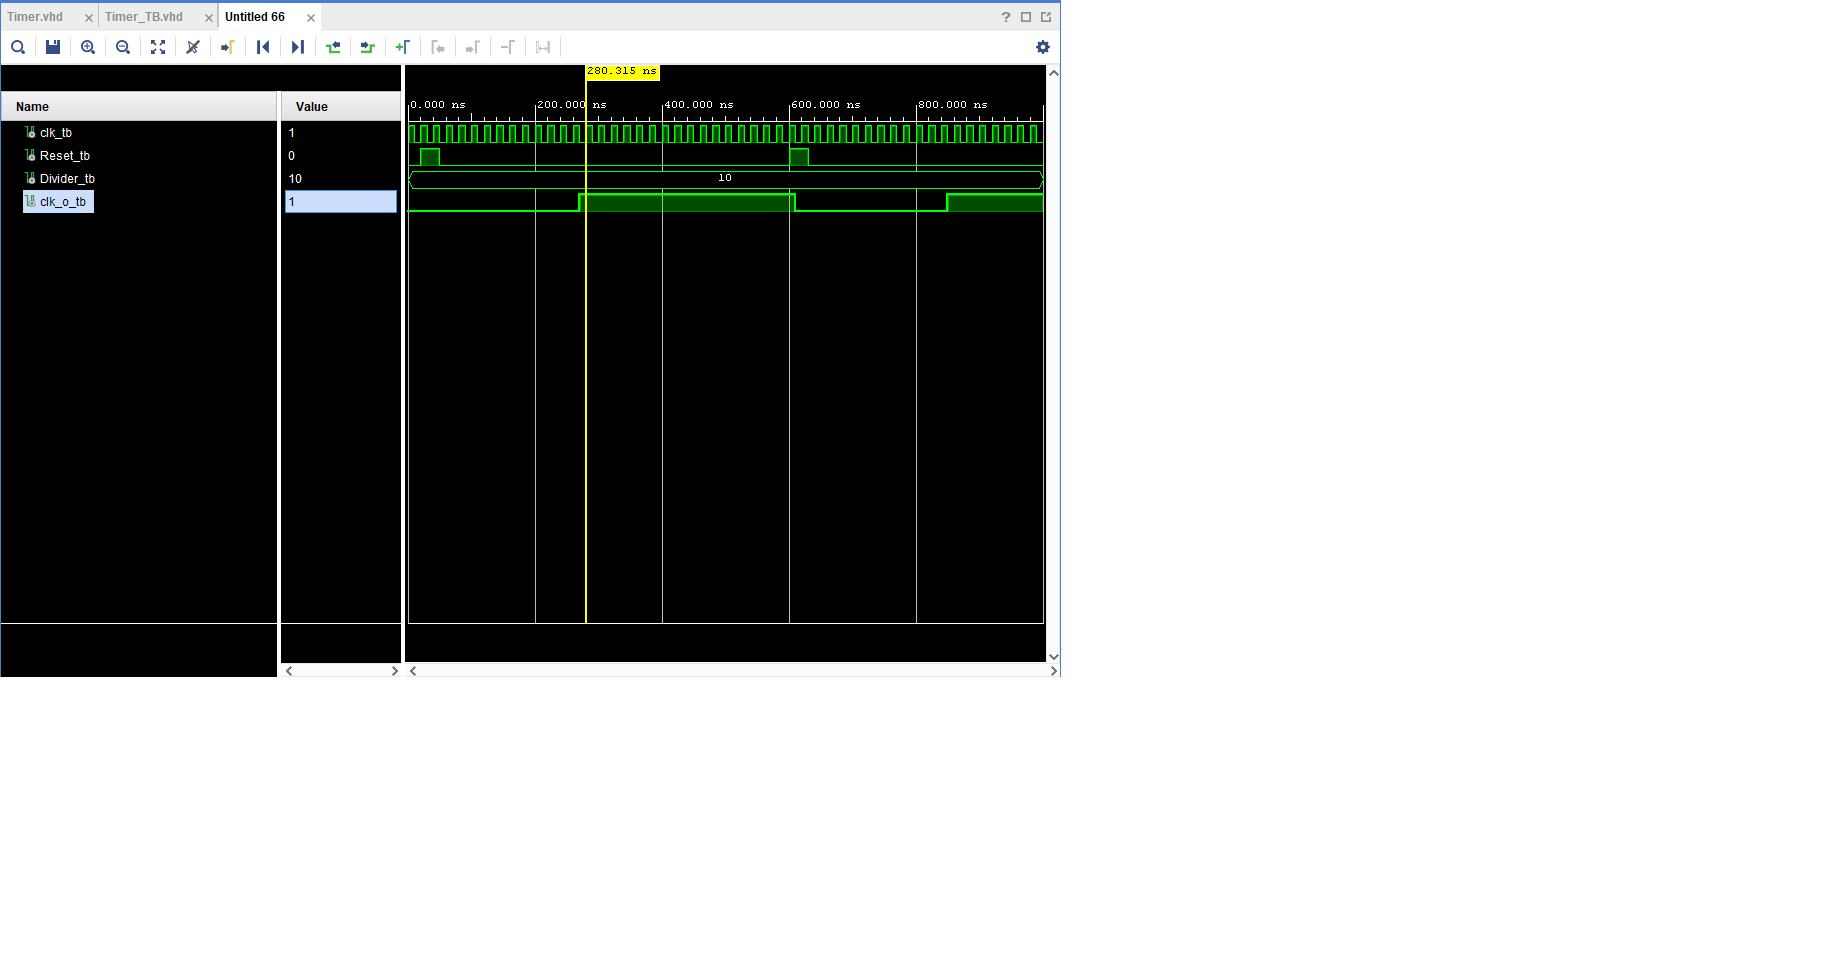 Timer.vhd Timer_TB.vhd Untitled 66 ?
280.315 ns
Name Value 0.000 ns 200.000 ns 400.000 ns 600.000 ns 800.000 ns
clk_tb 1
Reset_tb 0
Divider_tb 10 10
clk_o_tb 1